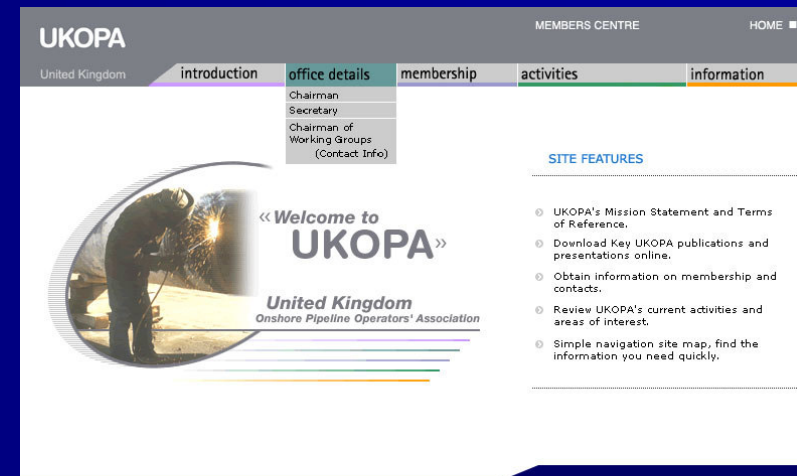 UKOPA
MEMBERS CENTRE
HOME
United Kingdom
introduction
office details
membership
activities
information
Chairman
Secretary
Chairman of
Working Groups
(Contact Info)
SITE FEATURES
«Welcome to
UKOPA»
United Kingdom
Onshore Pipeline Operators' Association
UKOPA's Mission Statement and Terms
of Reference.
Download Key UKOPA publications and
presentations online.
Obtain information on membership and
contacts.
Review UKOPA's current activities and
areas of interest.
Simple navigation site map, find the
information you need quickly.